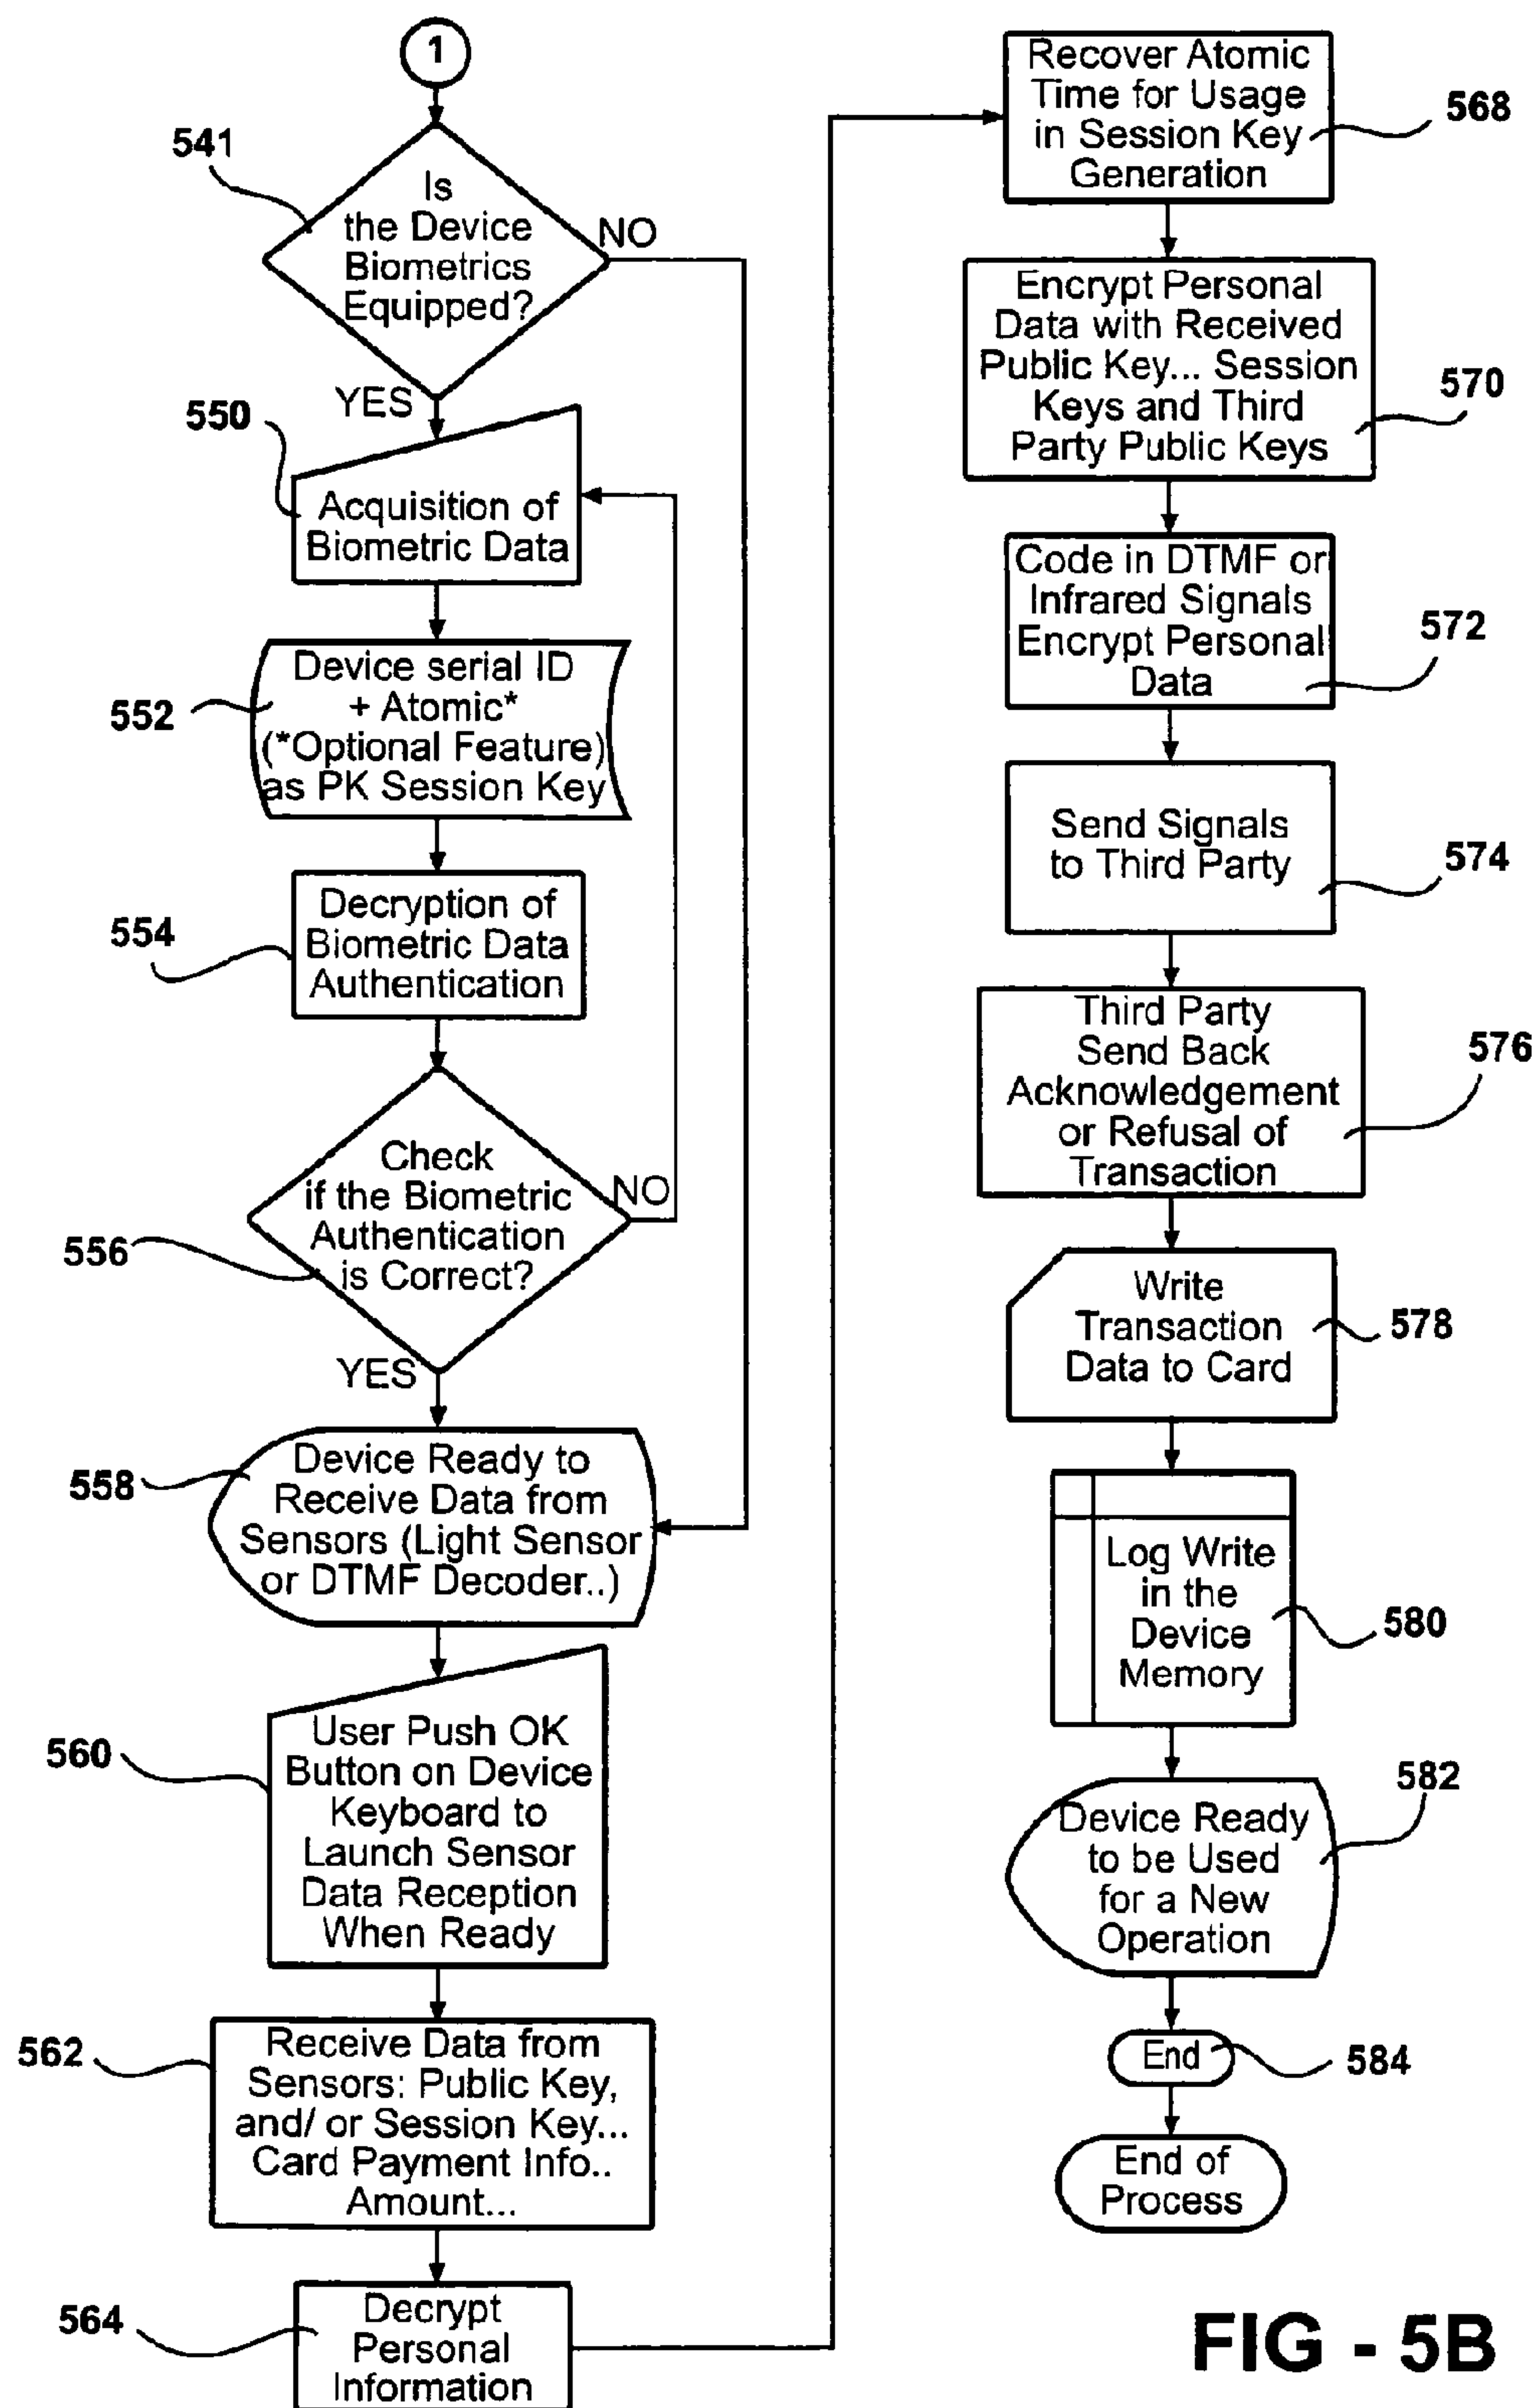 1
541
Is
the Device
Biometrics
Equipped?
NO
YES
550
Acquisition of
Biometric Data
552
Device serial ID
+ Atomic*
(*Optional Feature)
as PK Session Key
554
Decryption of
Biometric Data
Authentication
Check
if the Biometric
Authentication
is Correct?
NO
556
YES
558
Device Ready to
Receive Data from
Sensors (Light Sensor
or DTMF Decoder..)
560
User Push OK
Button on Device
Keyboard to
Launch Sensor
Data Reception
When Ready
562
Receive Data from
Sensors: Public Key,
and/ or Session Key...
Card Payment Info..
Amount...
564
Decrypt
Personal
Information
Recover Atomic
Time for Usage
in Session Key
Generation
568
Encrypt Personal
Data with Received
Public Key... Session
Keys and Third
Party Public Keys
570
Code in DTMF or
Infrared Signals
Encrypt Personal
Data
572
Send Signals
to Third Party
574
Third Party
Send Back
Acknowledgement
or Refusal of
Transaction
576
Write
Transaction
Data to Card
578
Log Write
in the
Device
Memory
580
Device Ready
to be Used
for a New
Operation
582
End
584
End of
Process
FIG - 5B